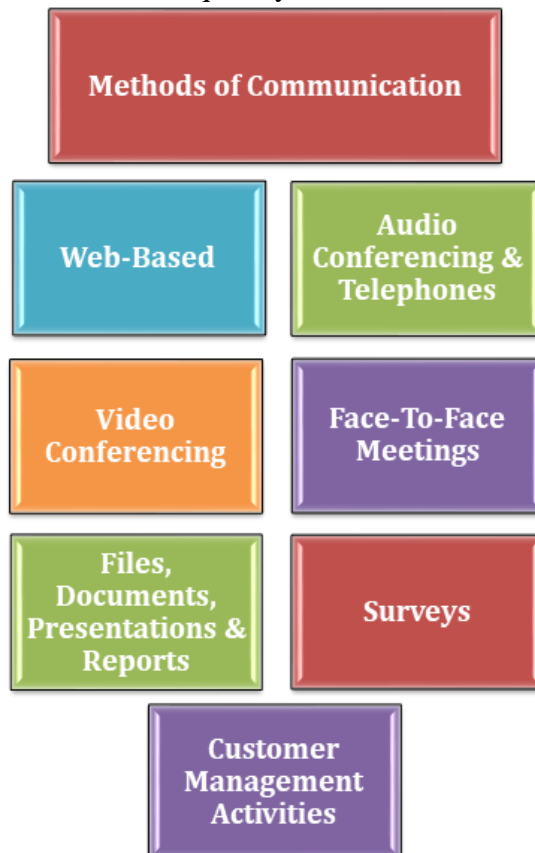 Methods of Communication
Web-Based
Audio
Conferencing &
Telephones
Video
Conferencing
Face-To-Face
Meetings
Files,
Documents,
Presentations &
Reports
Surveys
Customer
Management
Activities